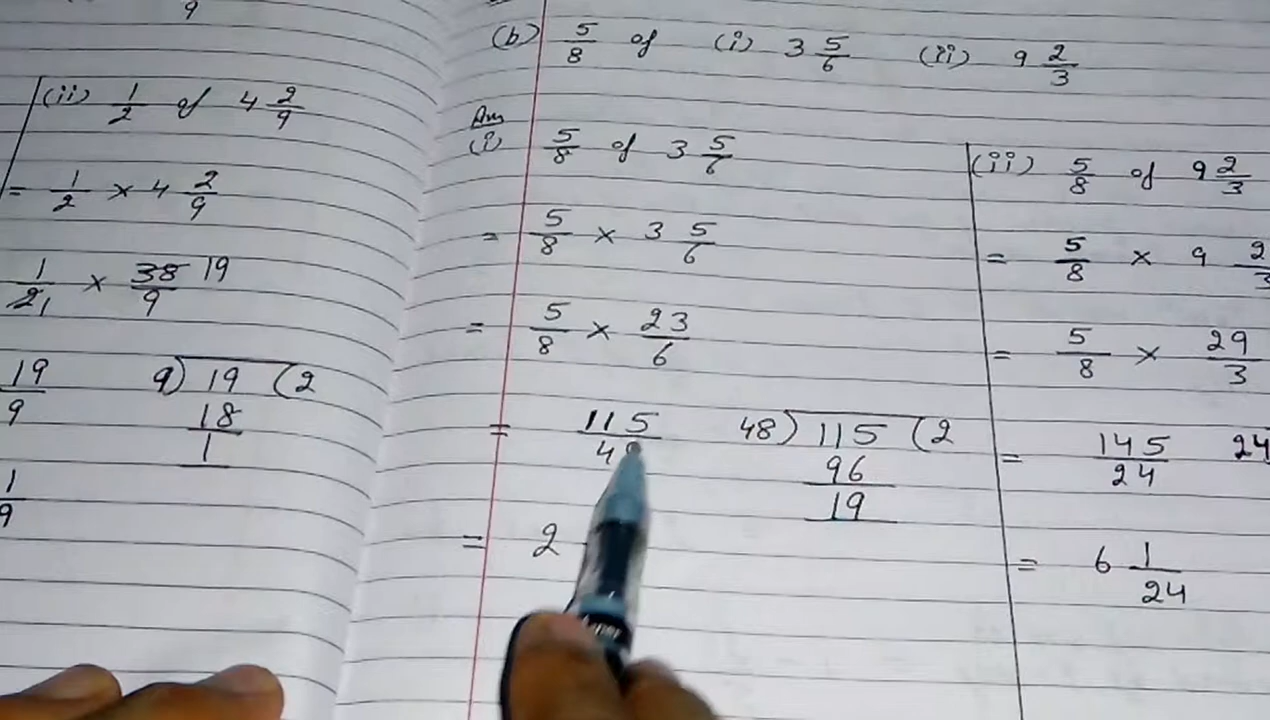 9
(ii) 1/2 of 4 2/9
= 1/2 × 4 2/9
1/2 1 × 38/9 19
19/9 9) 19 (2
18
1
1/9
(b) 5/8 of (i) 3 5/6 (ii) 9 2/3
Ans
(i) 5/8 of 3 5/6
= 5/8 × 3 5/6
= 5/8 × 23/6
= 115/48 48) 115 (2
96
19
= 2
(ii) 5/8 of 9 2/3
= 5/8 × 9 2/3
= 5/8 × 29/3
= 145/24 24
= 6 1/24